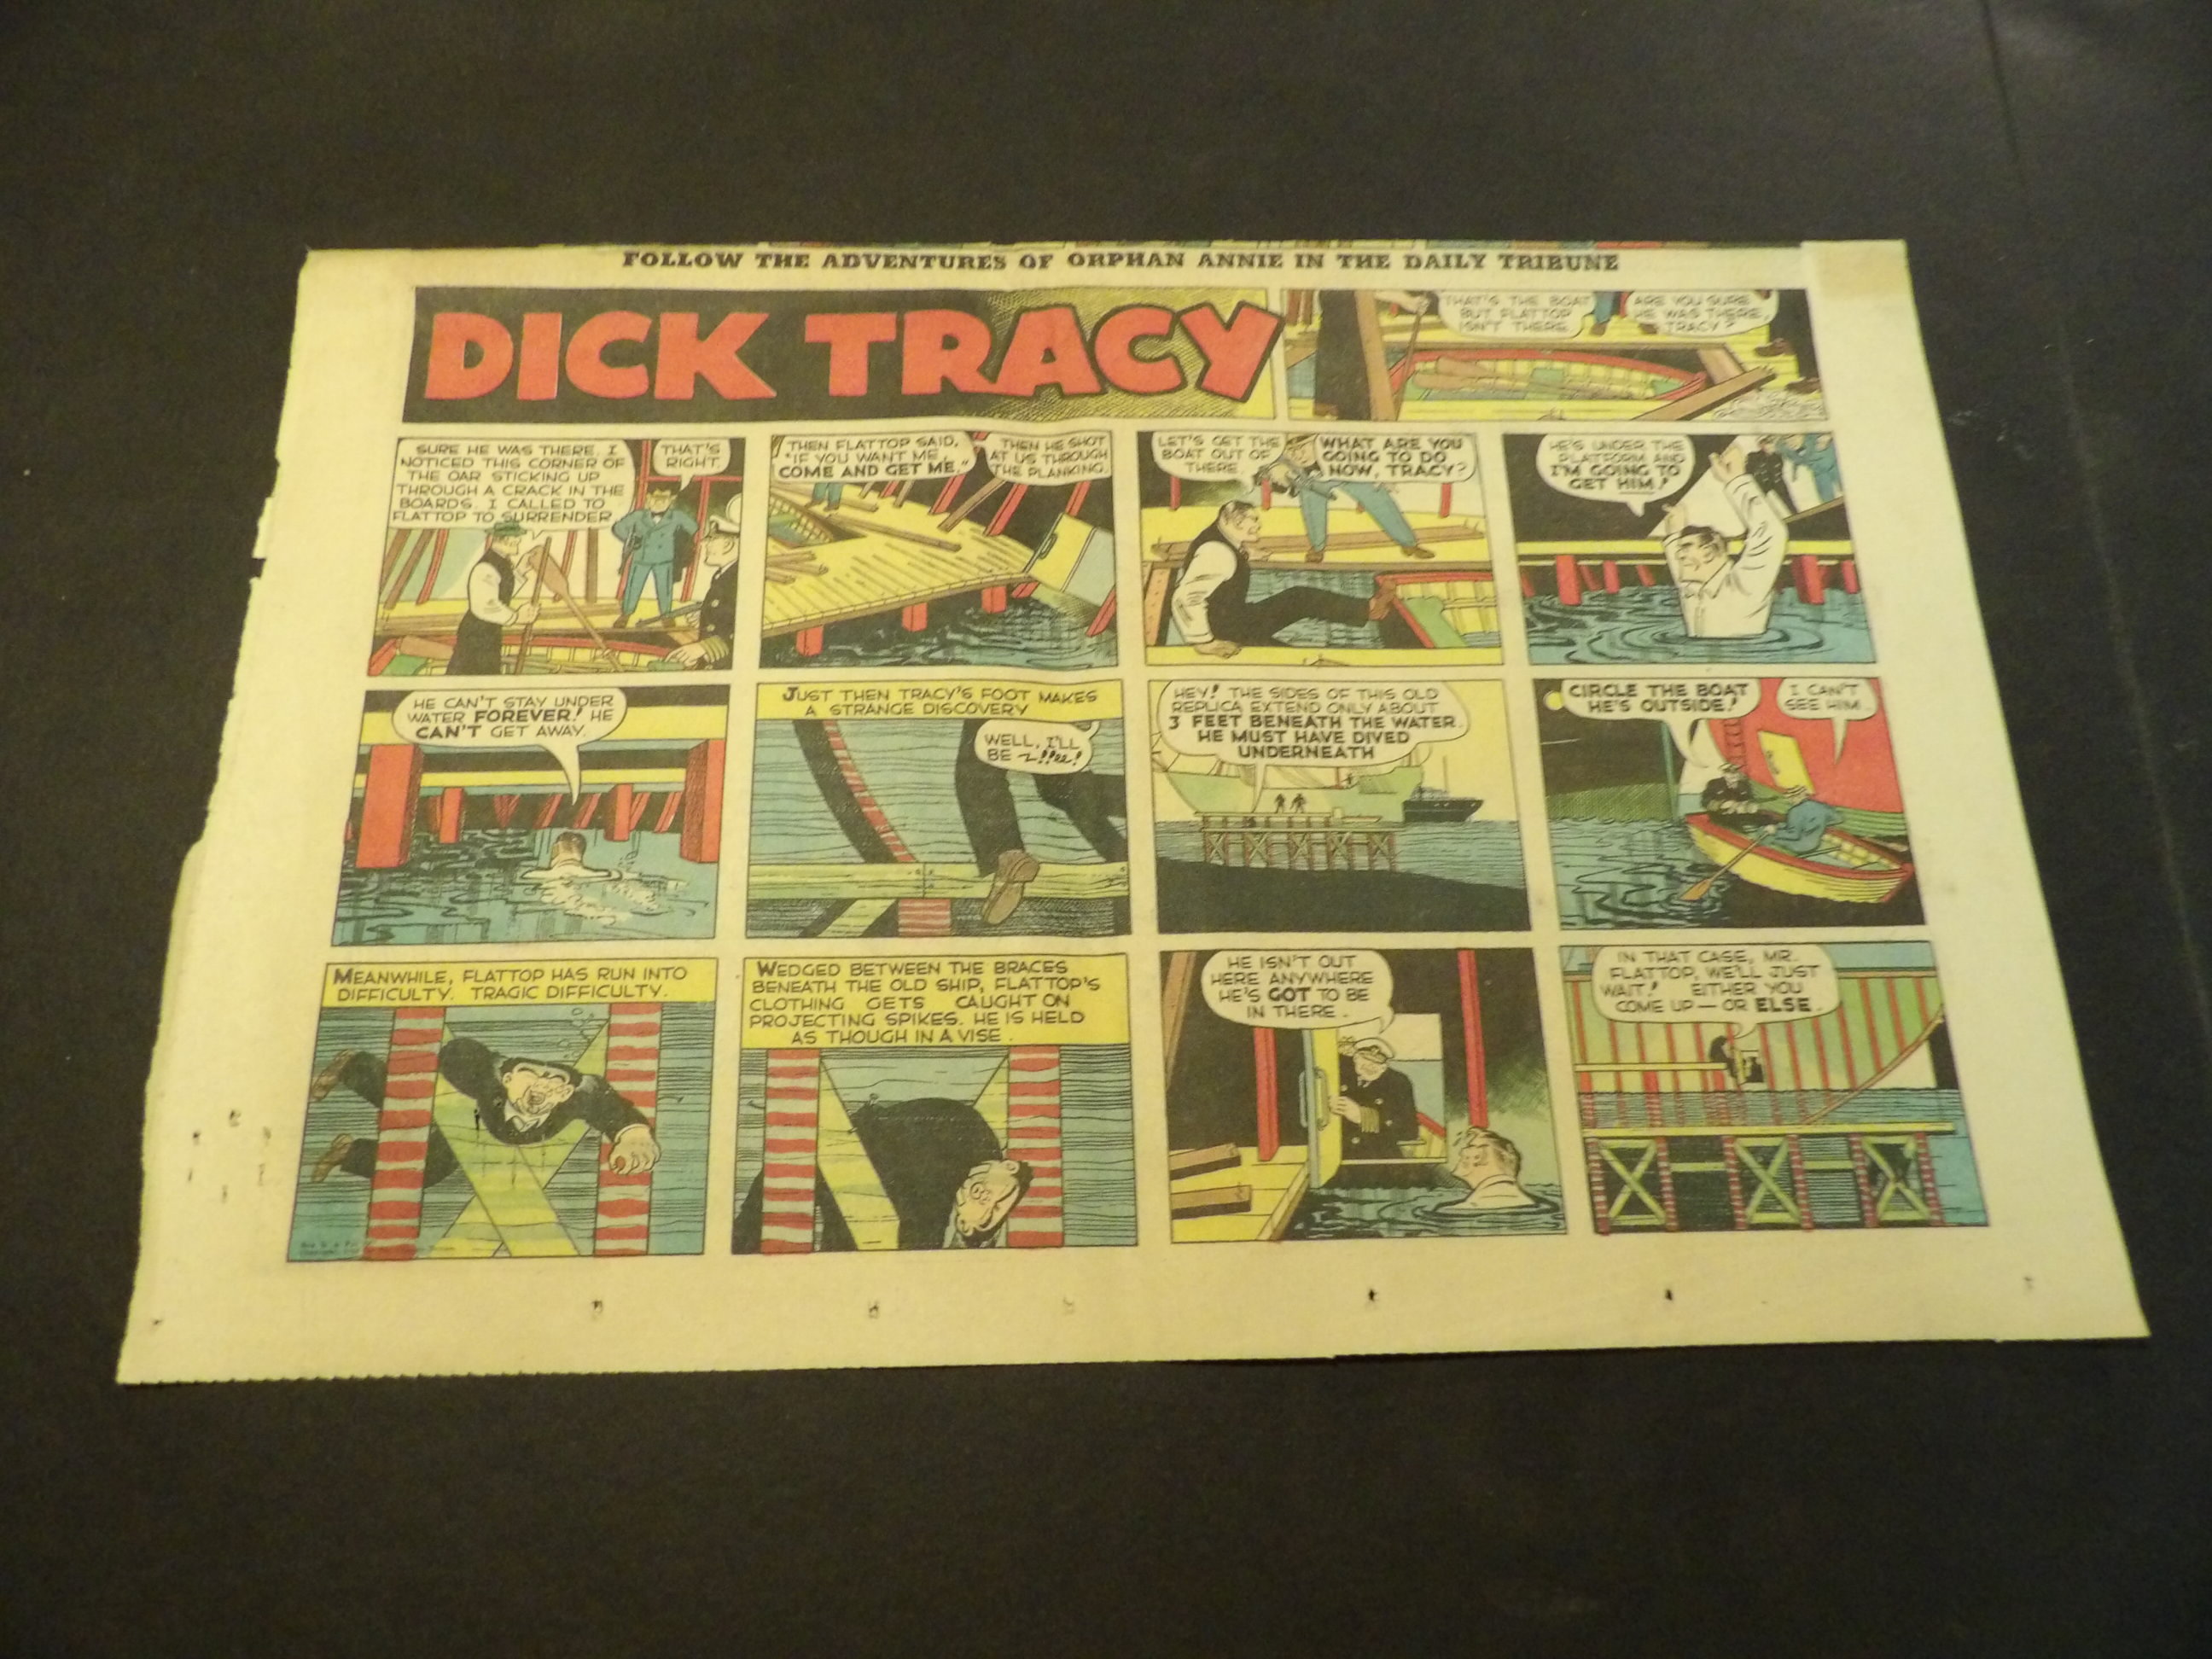 FOLLOW THE ADVENTURES OF ORPHAN ANNIE IN THE DAILY TRIBUNE
DICK TRACY
THAT'S THE BOAT
BUT FLATTOP
ISN'T THERE.
ARE YOU SURE
HE WAS THERE,
TRACY?
SURE HE WAS THERE. I
NOTICED THIS CORNER OF
THE OAR STICKING UP
THROUGH A CRACK IN THE
BOARDS. I CALLED TO
FLATTOP TO SURRENDER
THAT'S
RIGHT.
THEN FLATTOP SAID,
"IF YOU WANT ME,
COME AND GET ME."
THEN HE SHOT
AT US THROUGH
THE PLANKING.
LET'S GET THE
BOAT OUT OF
THERE.
WHAT ARE YOU
GOING TO DO
NOW, TRACY?
HE'S UNDER THE
PLATFORM AND
I'M GOING TO
GET HIM!
HE CAN'T STAY UNDER
WATER FOREVER! HE
CAN'T GET AWAY.
JUST THEN TRACY'S FOOT MAKES
A STRANGE DISCOVERY
WELL, I'LL
BE
HEY! THE SIDES OF THIS OLD
REPLICA EXTEND ONLY ABOUT
3 FEET BENEATH THE WATER.
HE MUST HAVE DIVED
UNDERNEATH
CIRCLE THE BOAT
HE'S OUTSIDE!
I CAN'T
SEE HIM.
MEANWHILE, FLATTOP HAS RUN INTO
DIFFICULTY. TRAGIC DIFFICULTY.
WEDGED BETWEEN THE BRACES
BENEATH THE OLD SHIP, FLATTOP'S
CLOTHING GETS CAUGHT ON
PROJECTING SPIKES. HE IS HELD
AS THOUGH IN A VISE.
HE ISN'T OUT
HERE ANYWHERE
HE'S GOT TO BE
IN THERE.
IN THAT CASE, MR.
FLATTOP, WE'LL JUST
WAIT! EITHER YOU
COME UP — OR ELSE.